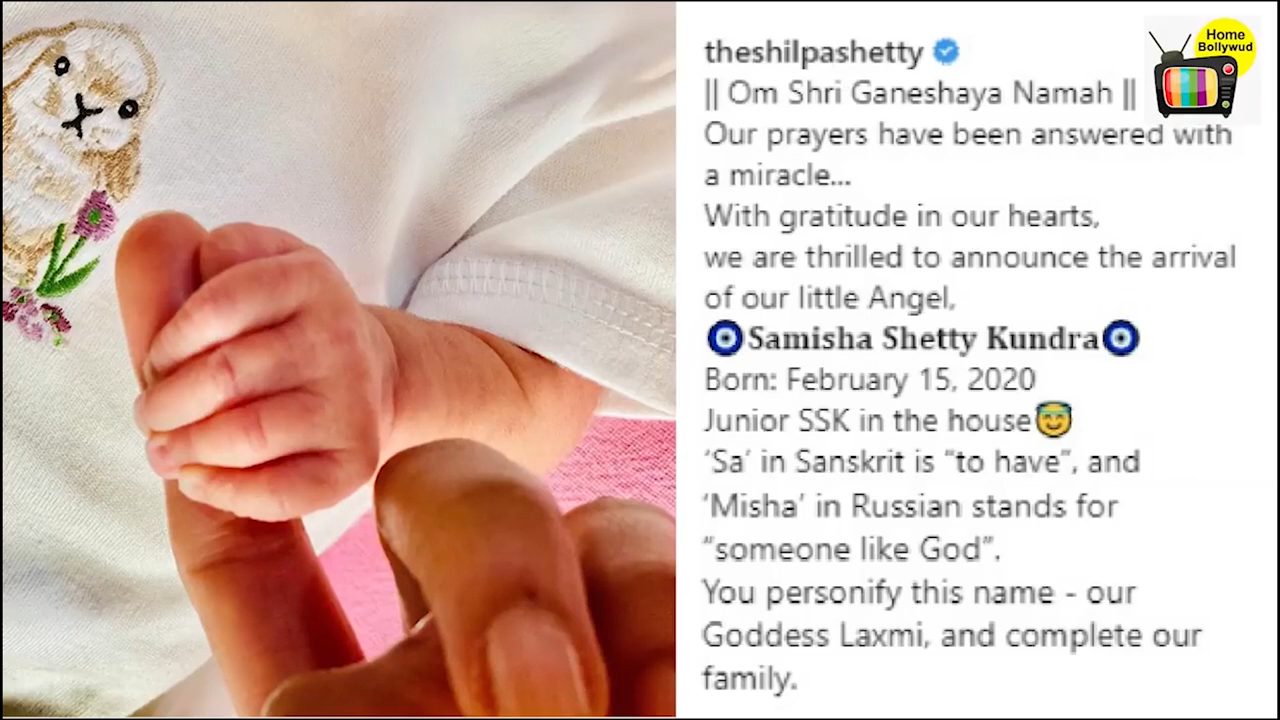 Home
Bollywud
theshilpashetty
|| Om Shri Ganeshaya Namah ||
Our prayers have been answered with
a miracle...
With gratitude in our hearts,
we are thrilled to announce the arrival
of our little Angel,
🧿Samisha Shetty Kundra🧿
Born: February 15, 2020
Junior SSK in the house😇
‘Sa’ in Sanskrit is “to have”, and
‘Misha’ in Russian stands for
“someone like God”.
You personify this name - our
Goddess Laxmi, and complete our
family.